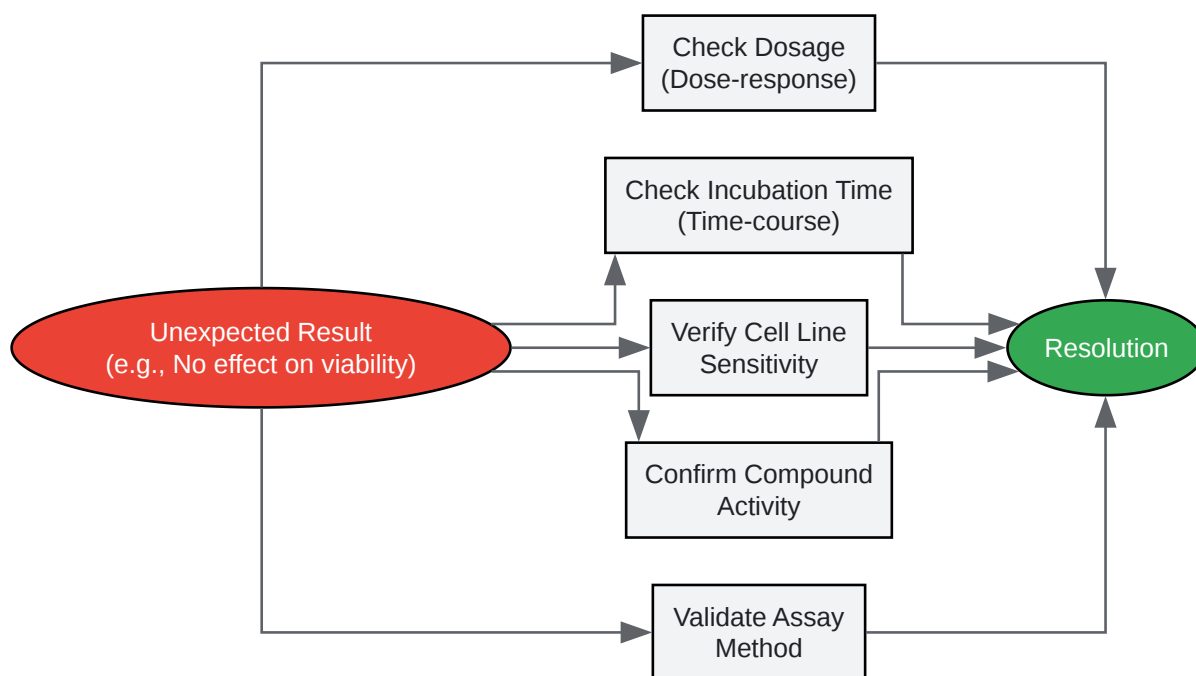 Check Dosage
(Dose-response)
Check Incubation Time
(Time-course)
Unexpected Result
(e.g., No effect on viability)
Verify Cell Line
Sensitivity
Resolution
Confirm Compound
Activity
Validate Assay
Method